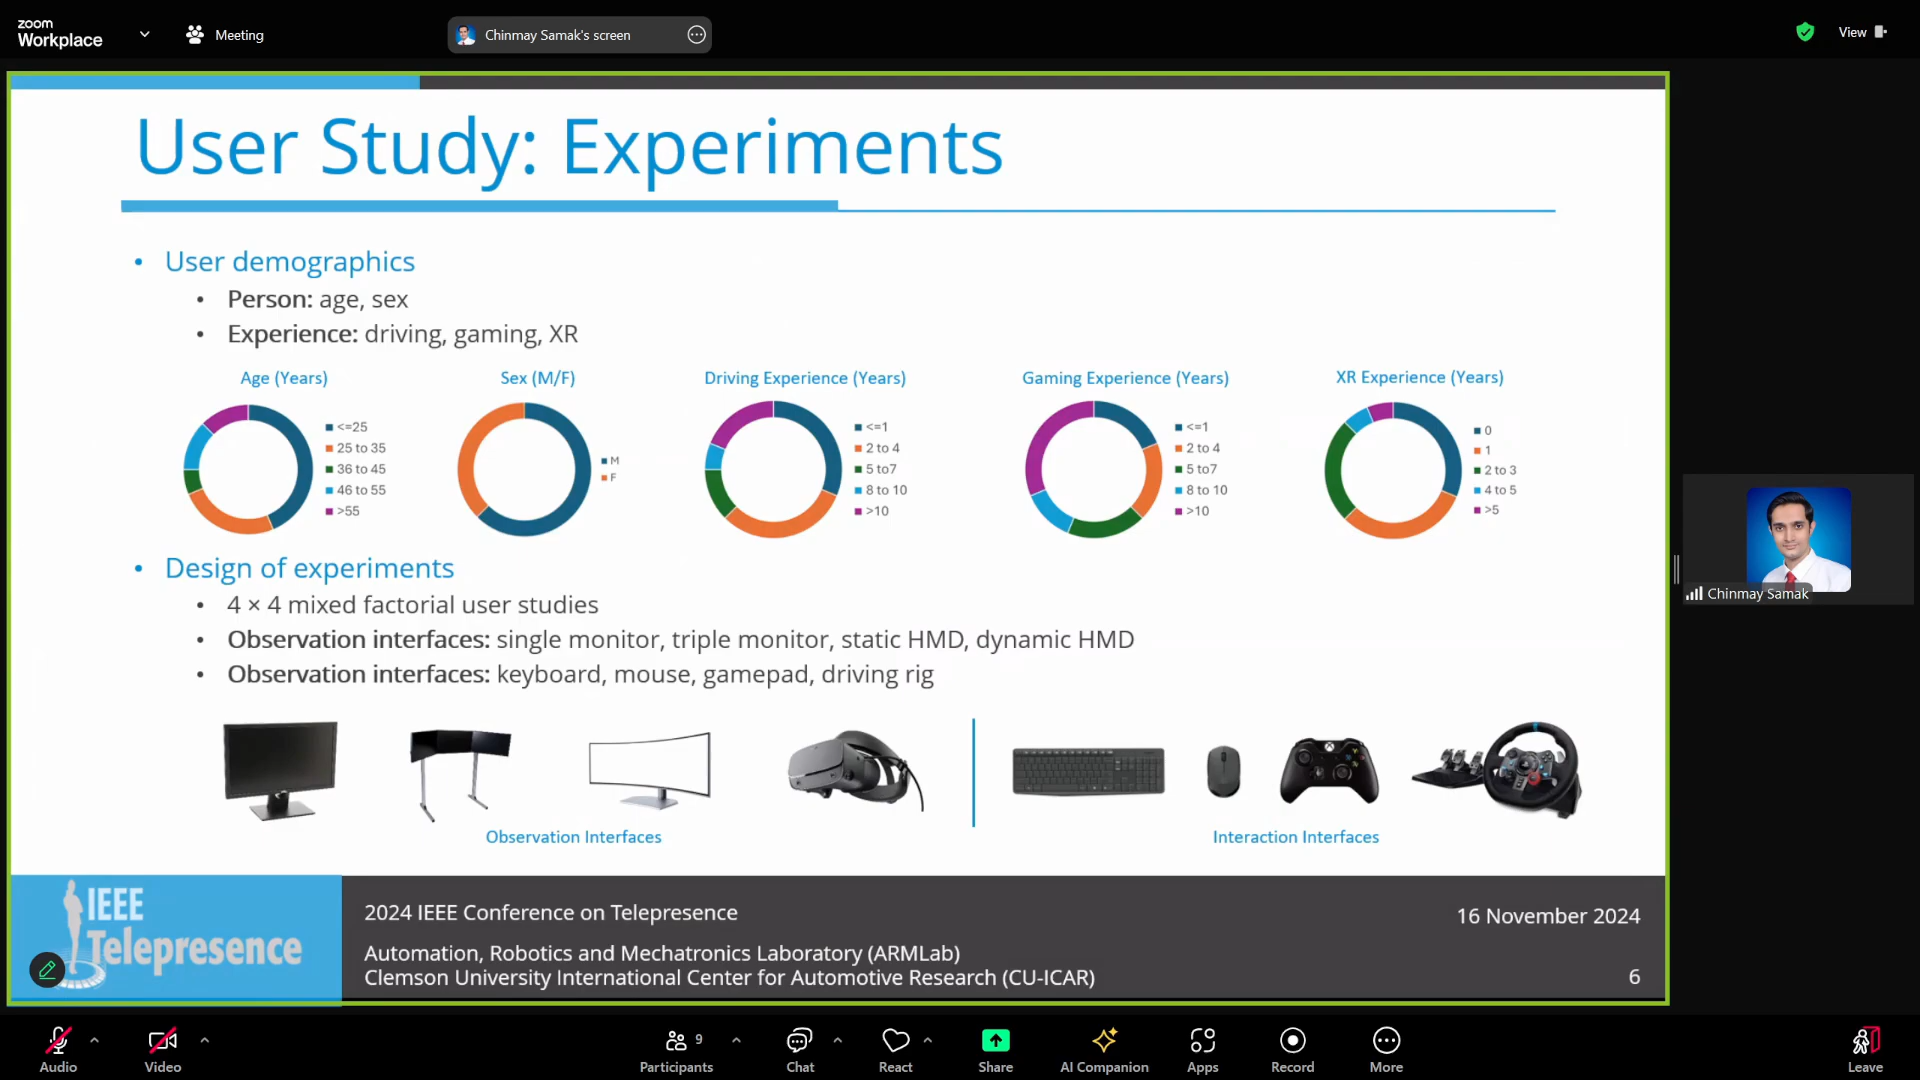 zoom
Workplace
Meeting
Chinmay Samak's screen
View
User Study: Experiments
• User demographics
• Person: age, sex
• Experience: driving, gaming, XR
Age (Years)
<=25
25 to 35
36 to 45
46 to 55
>55
Sex (M/F)
M
F
Driving Experience (Years)
<=1
2 to 4
5 to7
8 to 10
>10
Gaming Experience (Years)
<=1
2 to 4
5 to7
8 to 10
>10
XR Experience (Years)
0
1
2 to 3
4 to 5
>5
• Design of experiments
• 4 × 4 mixed factorial user studies
• Observation interfaces: single monitor, triple monitor, static HMD, dynamic HMD
• Observation interfaces: keyboard, mouse, gamepad, driving rig
Observation Interfaces
Interaction Interfaces
IEEE
Telepresence
2024 IEEE Conference on Telepresence
Automation, Robotics and Mechatronics Laboratory (ARMLab)
Clemson University International Center for Automotive Research (CU-ICAR)
16 November 2024
6
Chinmay Samak
Audio
Video
9
Participants
Chat
React
Share
AI Companion
Apps
Record
More
Leave